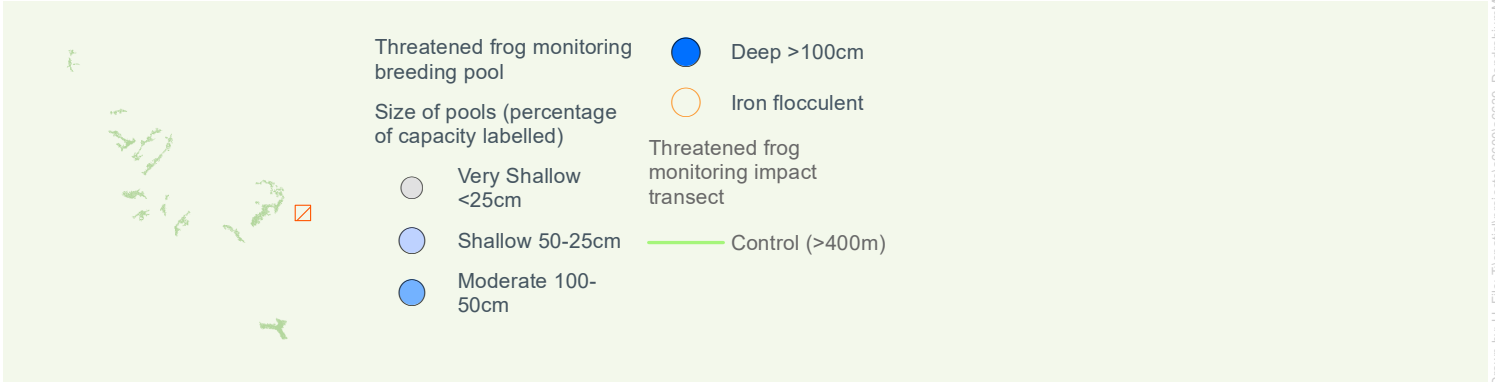 Threatened frog monitoring
breeding pool
Size of pools (percentage
of capacity labelled)
Very Shallow
<25cm
Shallow 50-25cm
Moderate 100-
50cm
Deep >100cm
Iron flocculent
Threatened frog
monitoring impact
transect
Control (>400m)